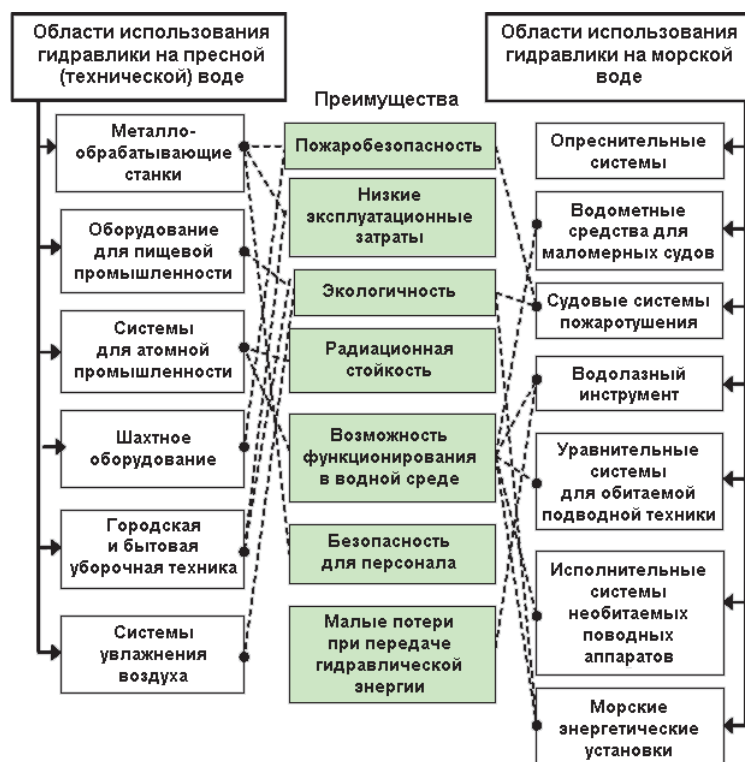 Области использования
гидравлики на пресной
(технической) воде
Области использования
гидравлики на морской
воде
Преимущества
Металло-
обрабатывающие
станки
Оборудование
для пищевой
промышленности
Системы
для атомной
промышленности
Шахтное
оборудование
Городская
и бытовая
уборочная техника
Системы
увлажнения
воздуха
Пожаробезопасность
Низкие
эксплуатационные
затраты
Экологичность
Радиационная
стойкость
Возможность
функционирования
в водной среде
Безопасность
для персонала
Малые потери
при передаче
гидравлической
энергии
Опреснительные
системы
Водометные
средства для
маломерных судов
Судовые системы
пожаротушения
Водолазный
инструмент
Уравнительные
системы
для обитаемой
подводной техники
Исполнительные
системы
необитаемых
поводных
аппаратов
Морские
энергетические
установки